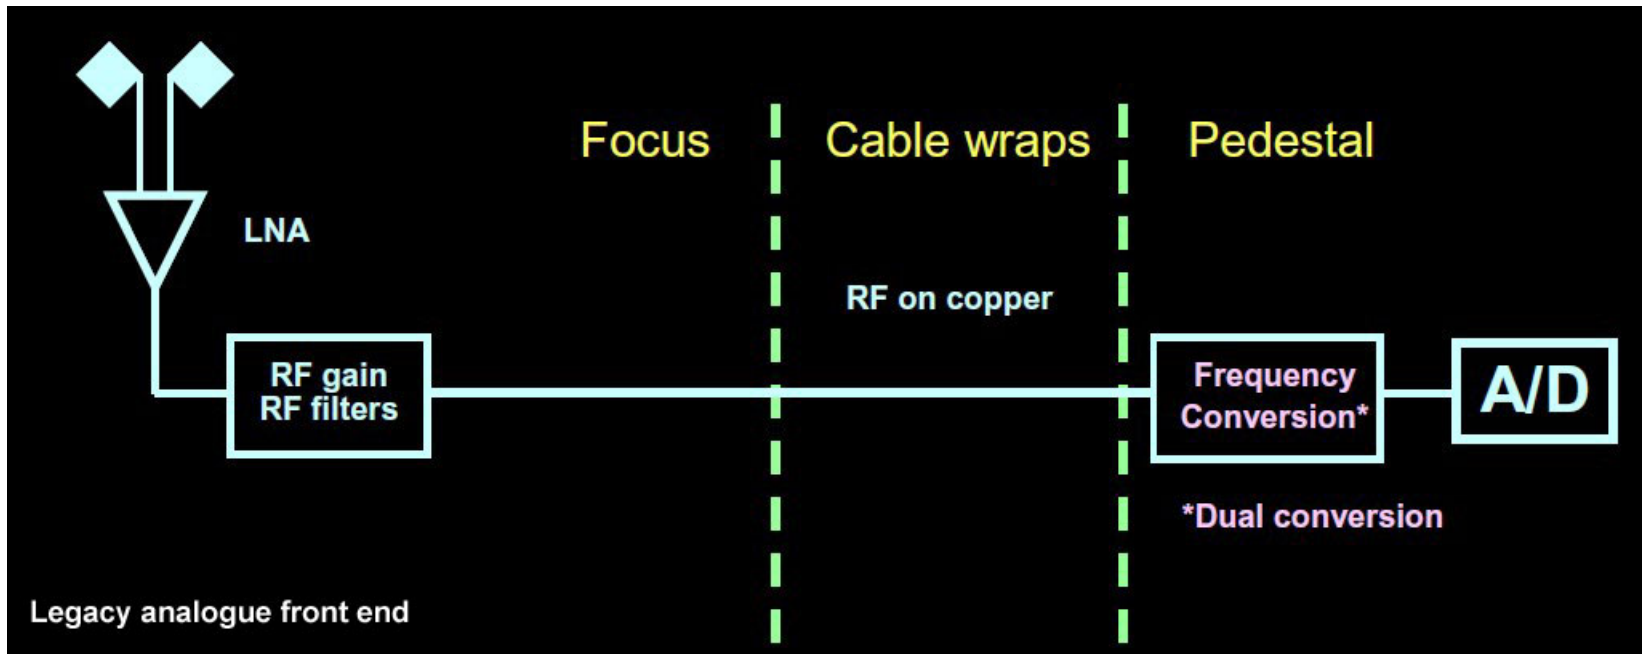 Focus
Cable wraps
Pedestal
LNA
RF on copper
RF gain
RF filters
Frequency
Conversion*
A/D
*Dual conversion
Legacy analogue front end